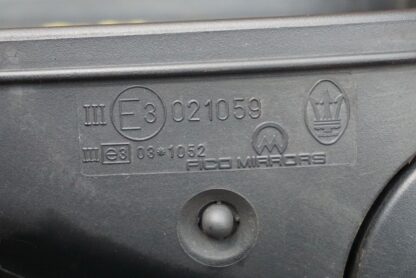 III E3 021059
III e3 03*1052
FICO MIRRORS